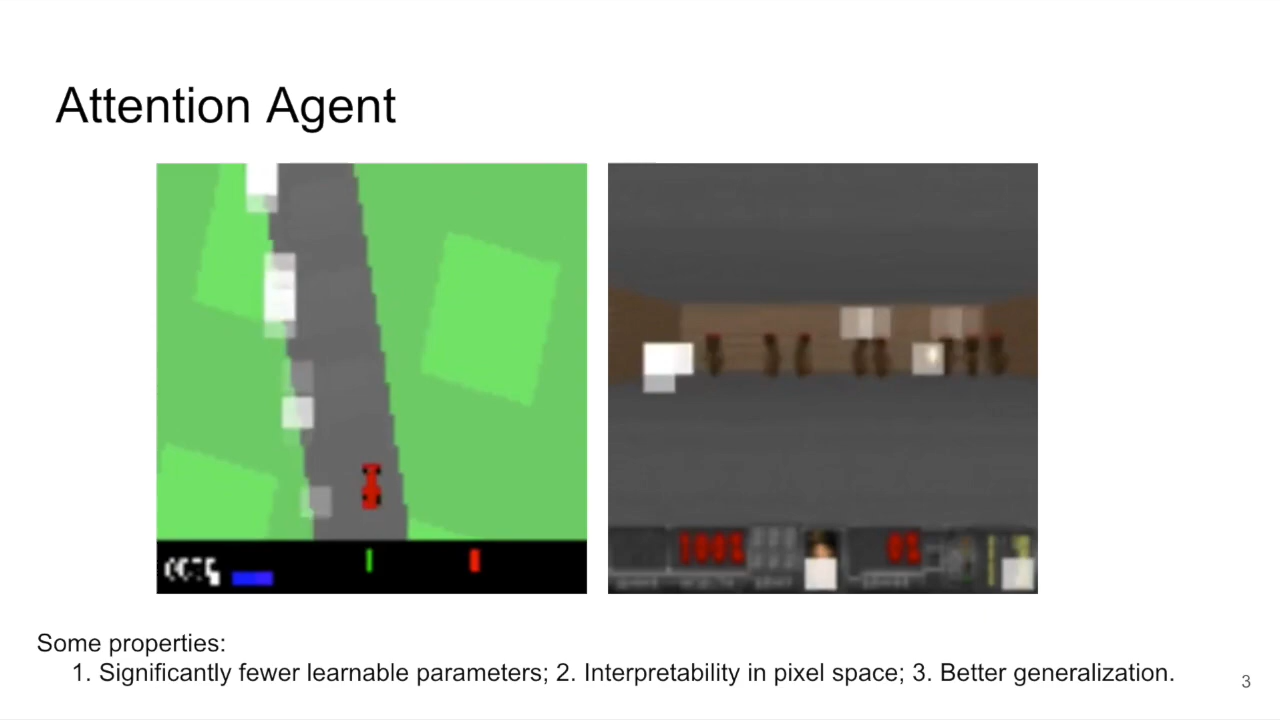 Attention Agent
Some properties:
1. Significantly fewer learnable parameters; 2. Interpretability in pixel space; 3. Better generalization.
3